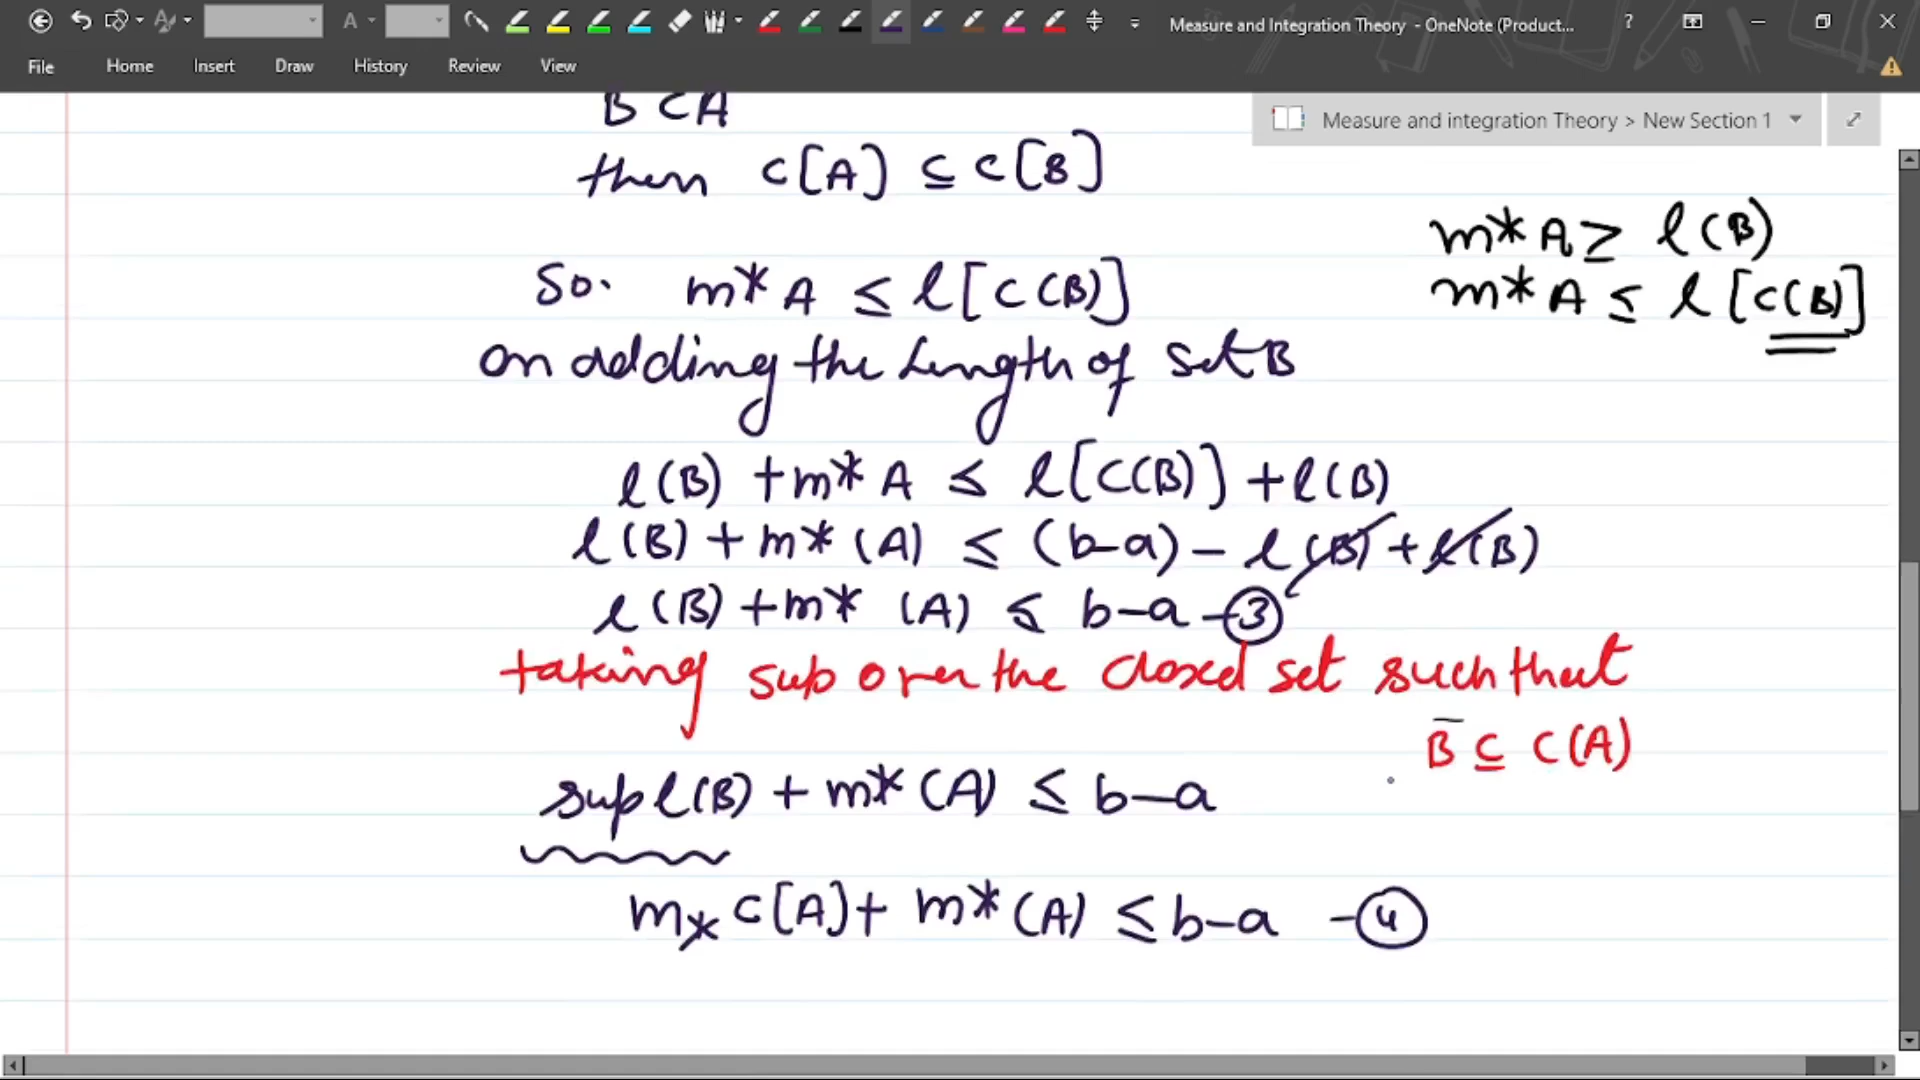 Measure and Integration Theory - OneNote (Product...
File Home Insert Draw History Review View
Measure and integration Theory > New Section 1
B ⊂ A
then C[A] ⊆ C[B]
m* A ≥ l(B)
m* A ≤ l[C(B)]
So. m* A ≤ l[C(B)]
on adding the length of set B
l(B) + m* A ≤ l[C(B)] + l(B)
l(B) + m* (A) ≤ (b-a) - l(B) + l(B)
l(B) + m* (A) ≤ b-a -③
taking sub over the closed set such that
B̅ ⊆ C(A)
sup l(B) + m* (A) ≤ b-a
m⁎ C[A] + m* (A) ≤ b-a -④